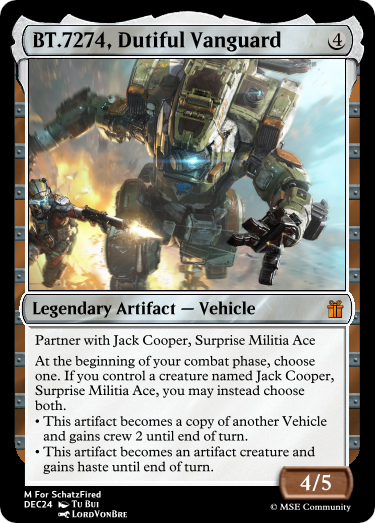 BT.7274, Dutiful Vanguard 4
Legendary Artifact — Vehicle
Partner with Jack Cooper, Surprise Militia Ace
At the beginning of your combat phase, choose
one. If you control a creature named Jack Cooper,
Surprise Militia Ace, you may instead choose
both.
• This artifact becomes a copy of another Vehicle
and gains crew 2 until end of turn.
• This artifact becomes an artifact creature and
gains haste until end of turn.
4/5
M For SchatzFired
DEC24 Tu Bui
LordVonBre
© MSE Community